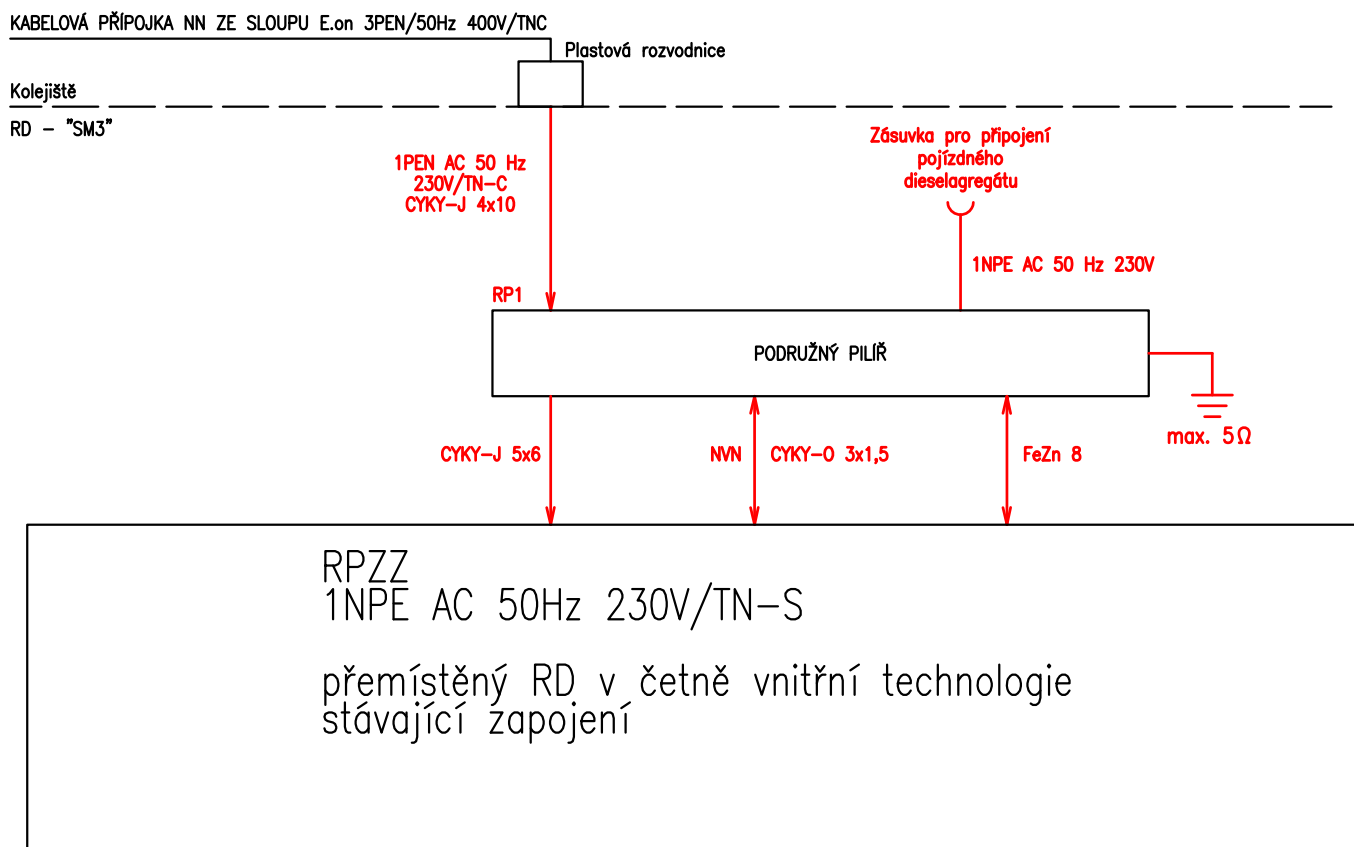 KABELOVÁ PŘÍPOJKA NN ZE SLOUPU E.on 3PEN/50Hz 400V/TNC
Plastová rozvodnice
Kolejiště
RD – "SM3"
1PEN AC 50 Hz
230V/TN–C
CYKY–J 4x10
Zásuvka pro připojení
pojízdného
dieselagregátu
1NPE AC 50 Hz 230V
RP1
PODRUŽNÝ PILÍŘ
max. 5Ω
CYKY–J 5x6
NVN
CYKY–O 3x1,5
FeZn 8
RPZZ
1NPE AC 50Hz 230V/TN–S
přemístěný RD v četně vnitřní technologie
stávající zapojení